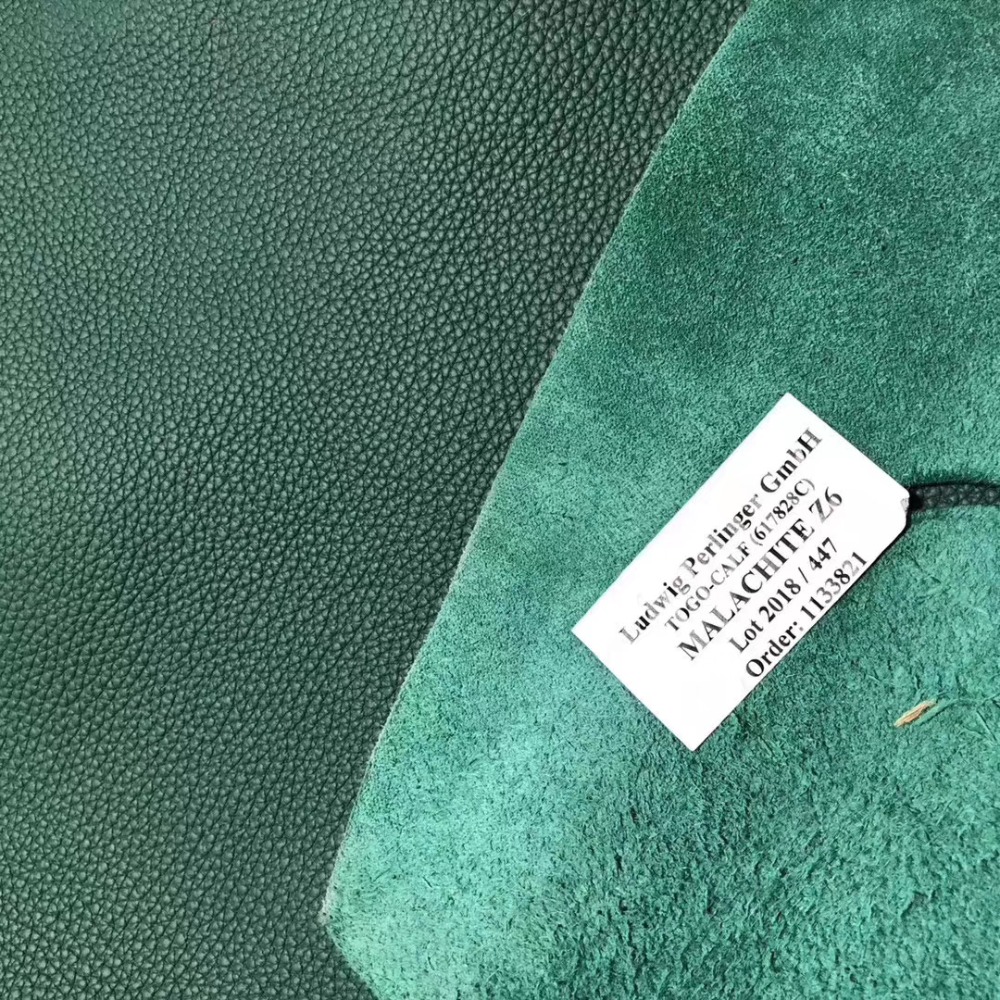 Ludwig Perlinger GmbH
TOGO-CALF (617828C)
MALACHITE Z6
Lot 2018 / 447
Order: 1133821